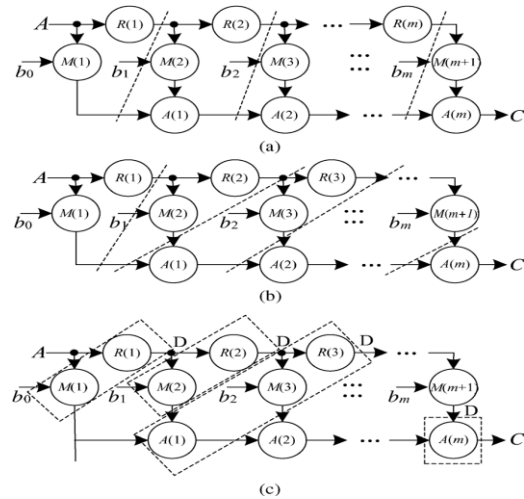 A R(1) R(2) ... R(m)
b0 M(1) b1 M(2) b2 M(3) bm M(m+1)
A(1) A(2) ... A(m) C
(a)
A R(1) R(2) R(3) ...
b0 M(1) b1 M(2) b2 M(3) bm M(m+1)
A(1) A(2) ... A(m) C
(b)
A R(1) D R(2) D R(3) D ...
b0 M(1) b1 M(2) b2 M(3) bm M(m+1)
D
A(1) A(2) ... A(m) C
(c)